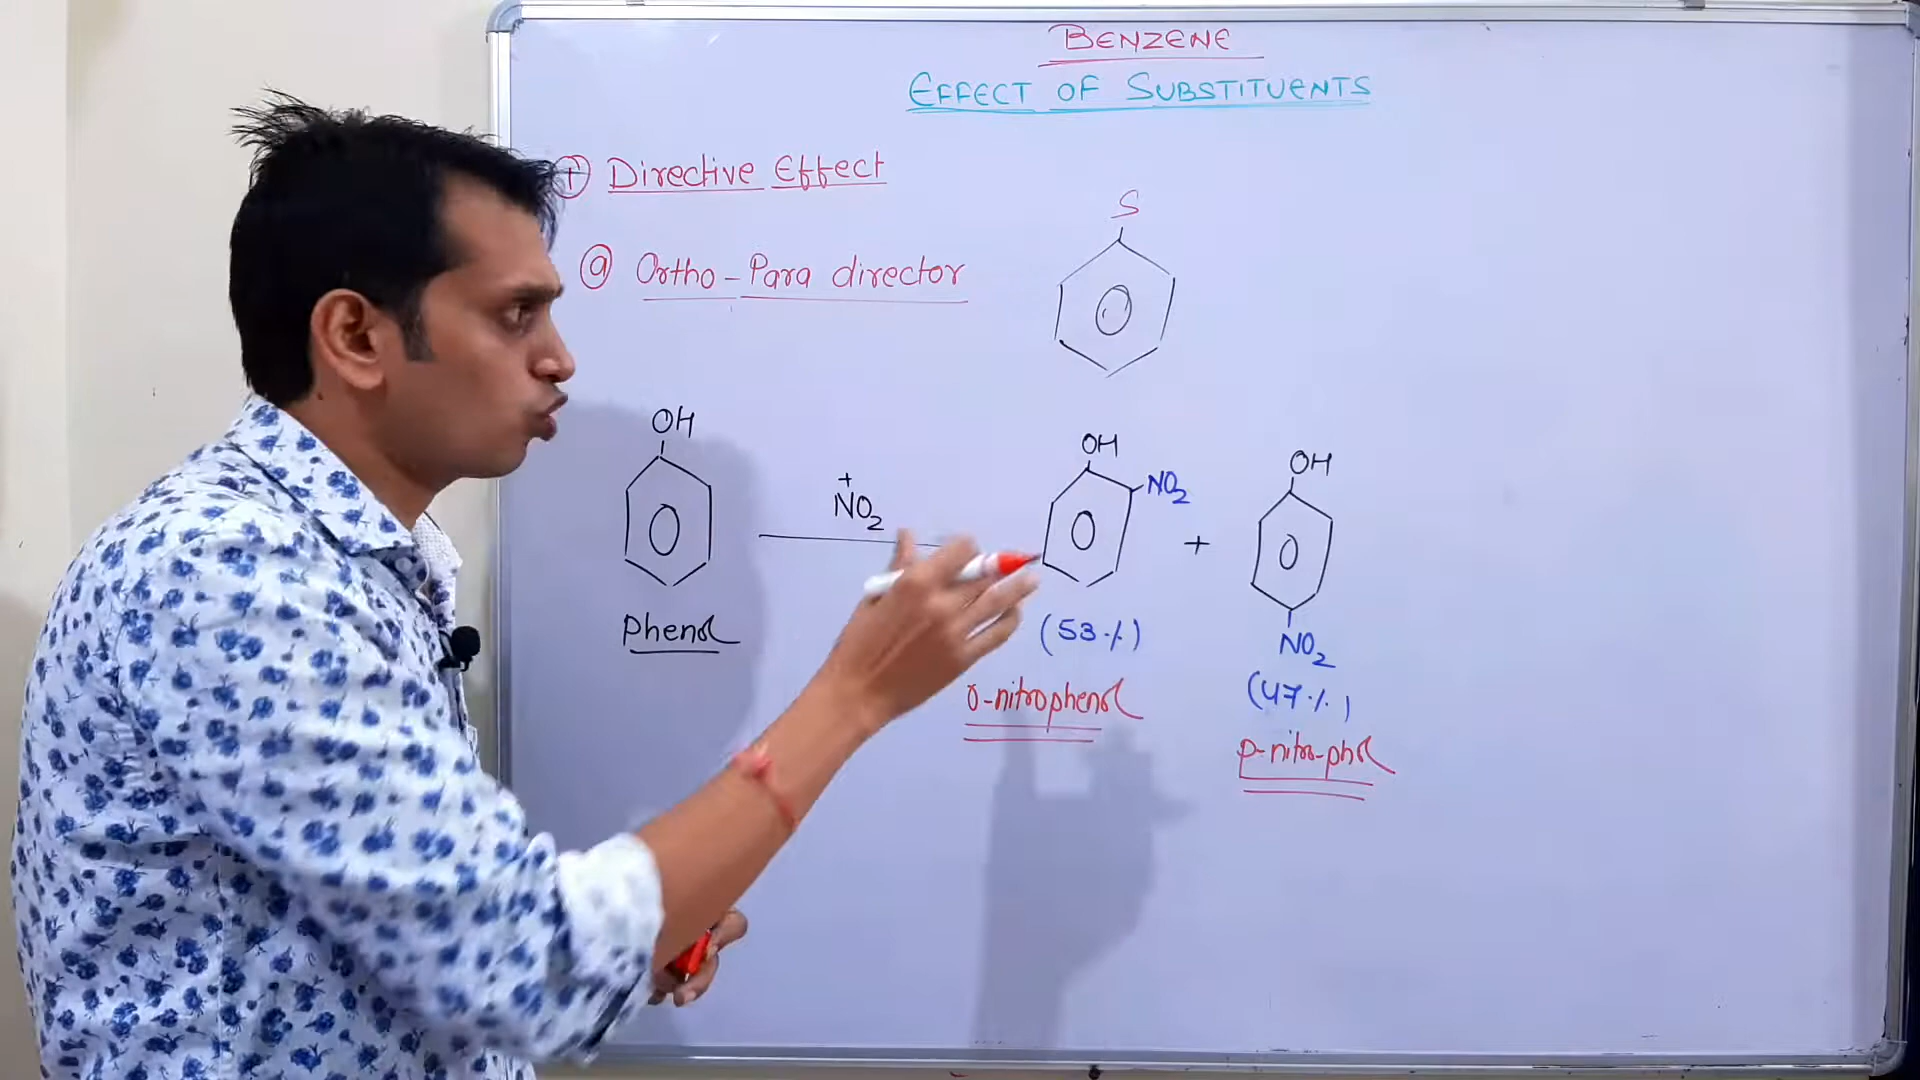 BENZENE
EFFECT OF SUBSTITUENTS
① Directive Effect
S
ⓐ Ortho-Para director
OH
OH
OH
+
NO₂
NO₂
+
Phenol
(53%)
NO₂
o-nitrophenol
(47%)
p-nitro-phol